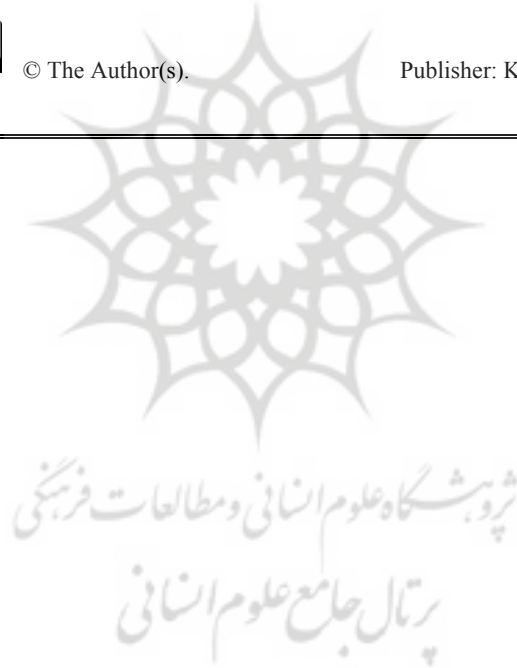 © The Author(s). Publisher: K
پژوهشگاه علوم انسانی و مطالعات فرهنگی
پرتال جامع علوم انسانی